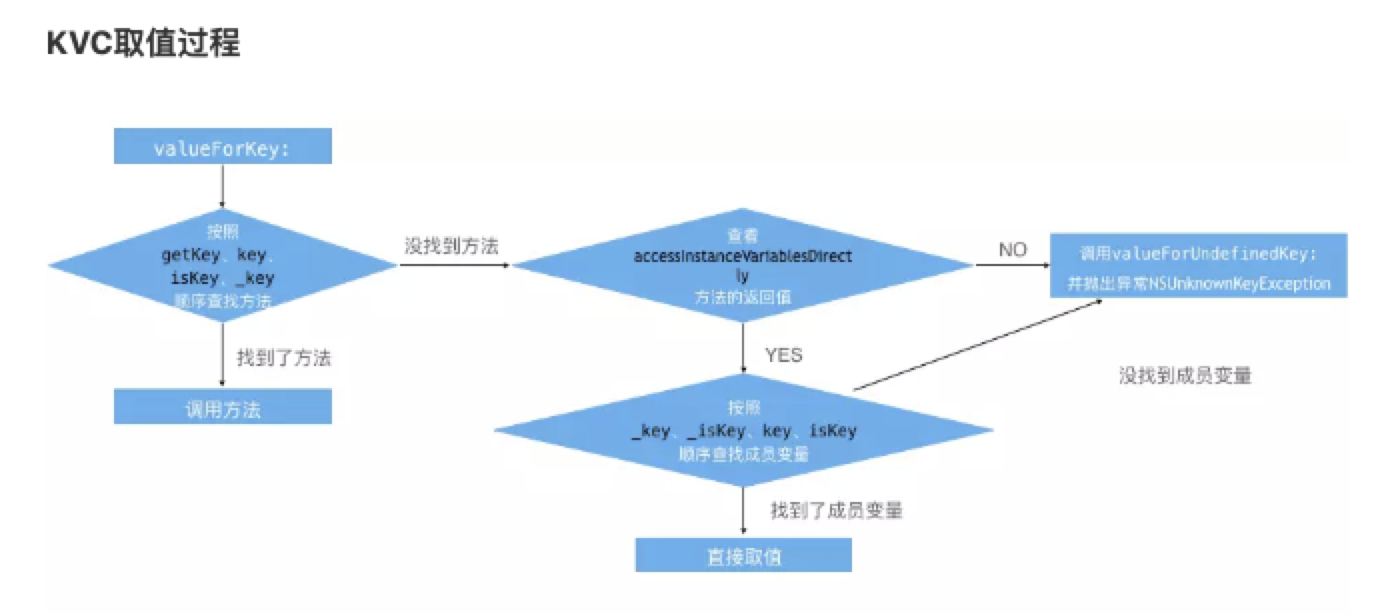 KVC取值过程
valueForKey:
按照
getKey、key、
isKey、_key
顺序查找方法
没找到方法
找到了方法
调用方法
查看
accessInstanceVariablesDirect
ly
方法的返回值
NO
调用valueForUndefinedKey:
并抛出异常NSUnknownKeyException
YES
没找到成员变量
按照
_key、_isKey、key、isKey
顺序查找成员变量
找到了成员变量
直接取值